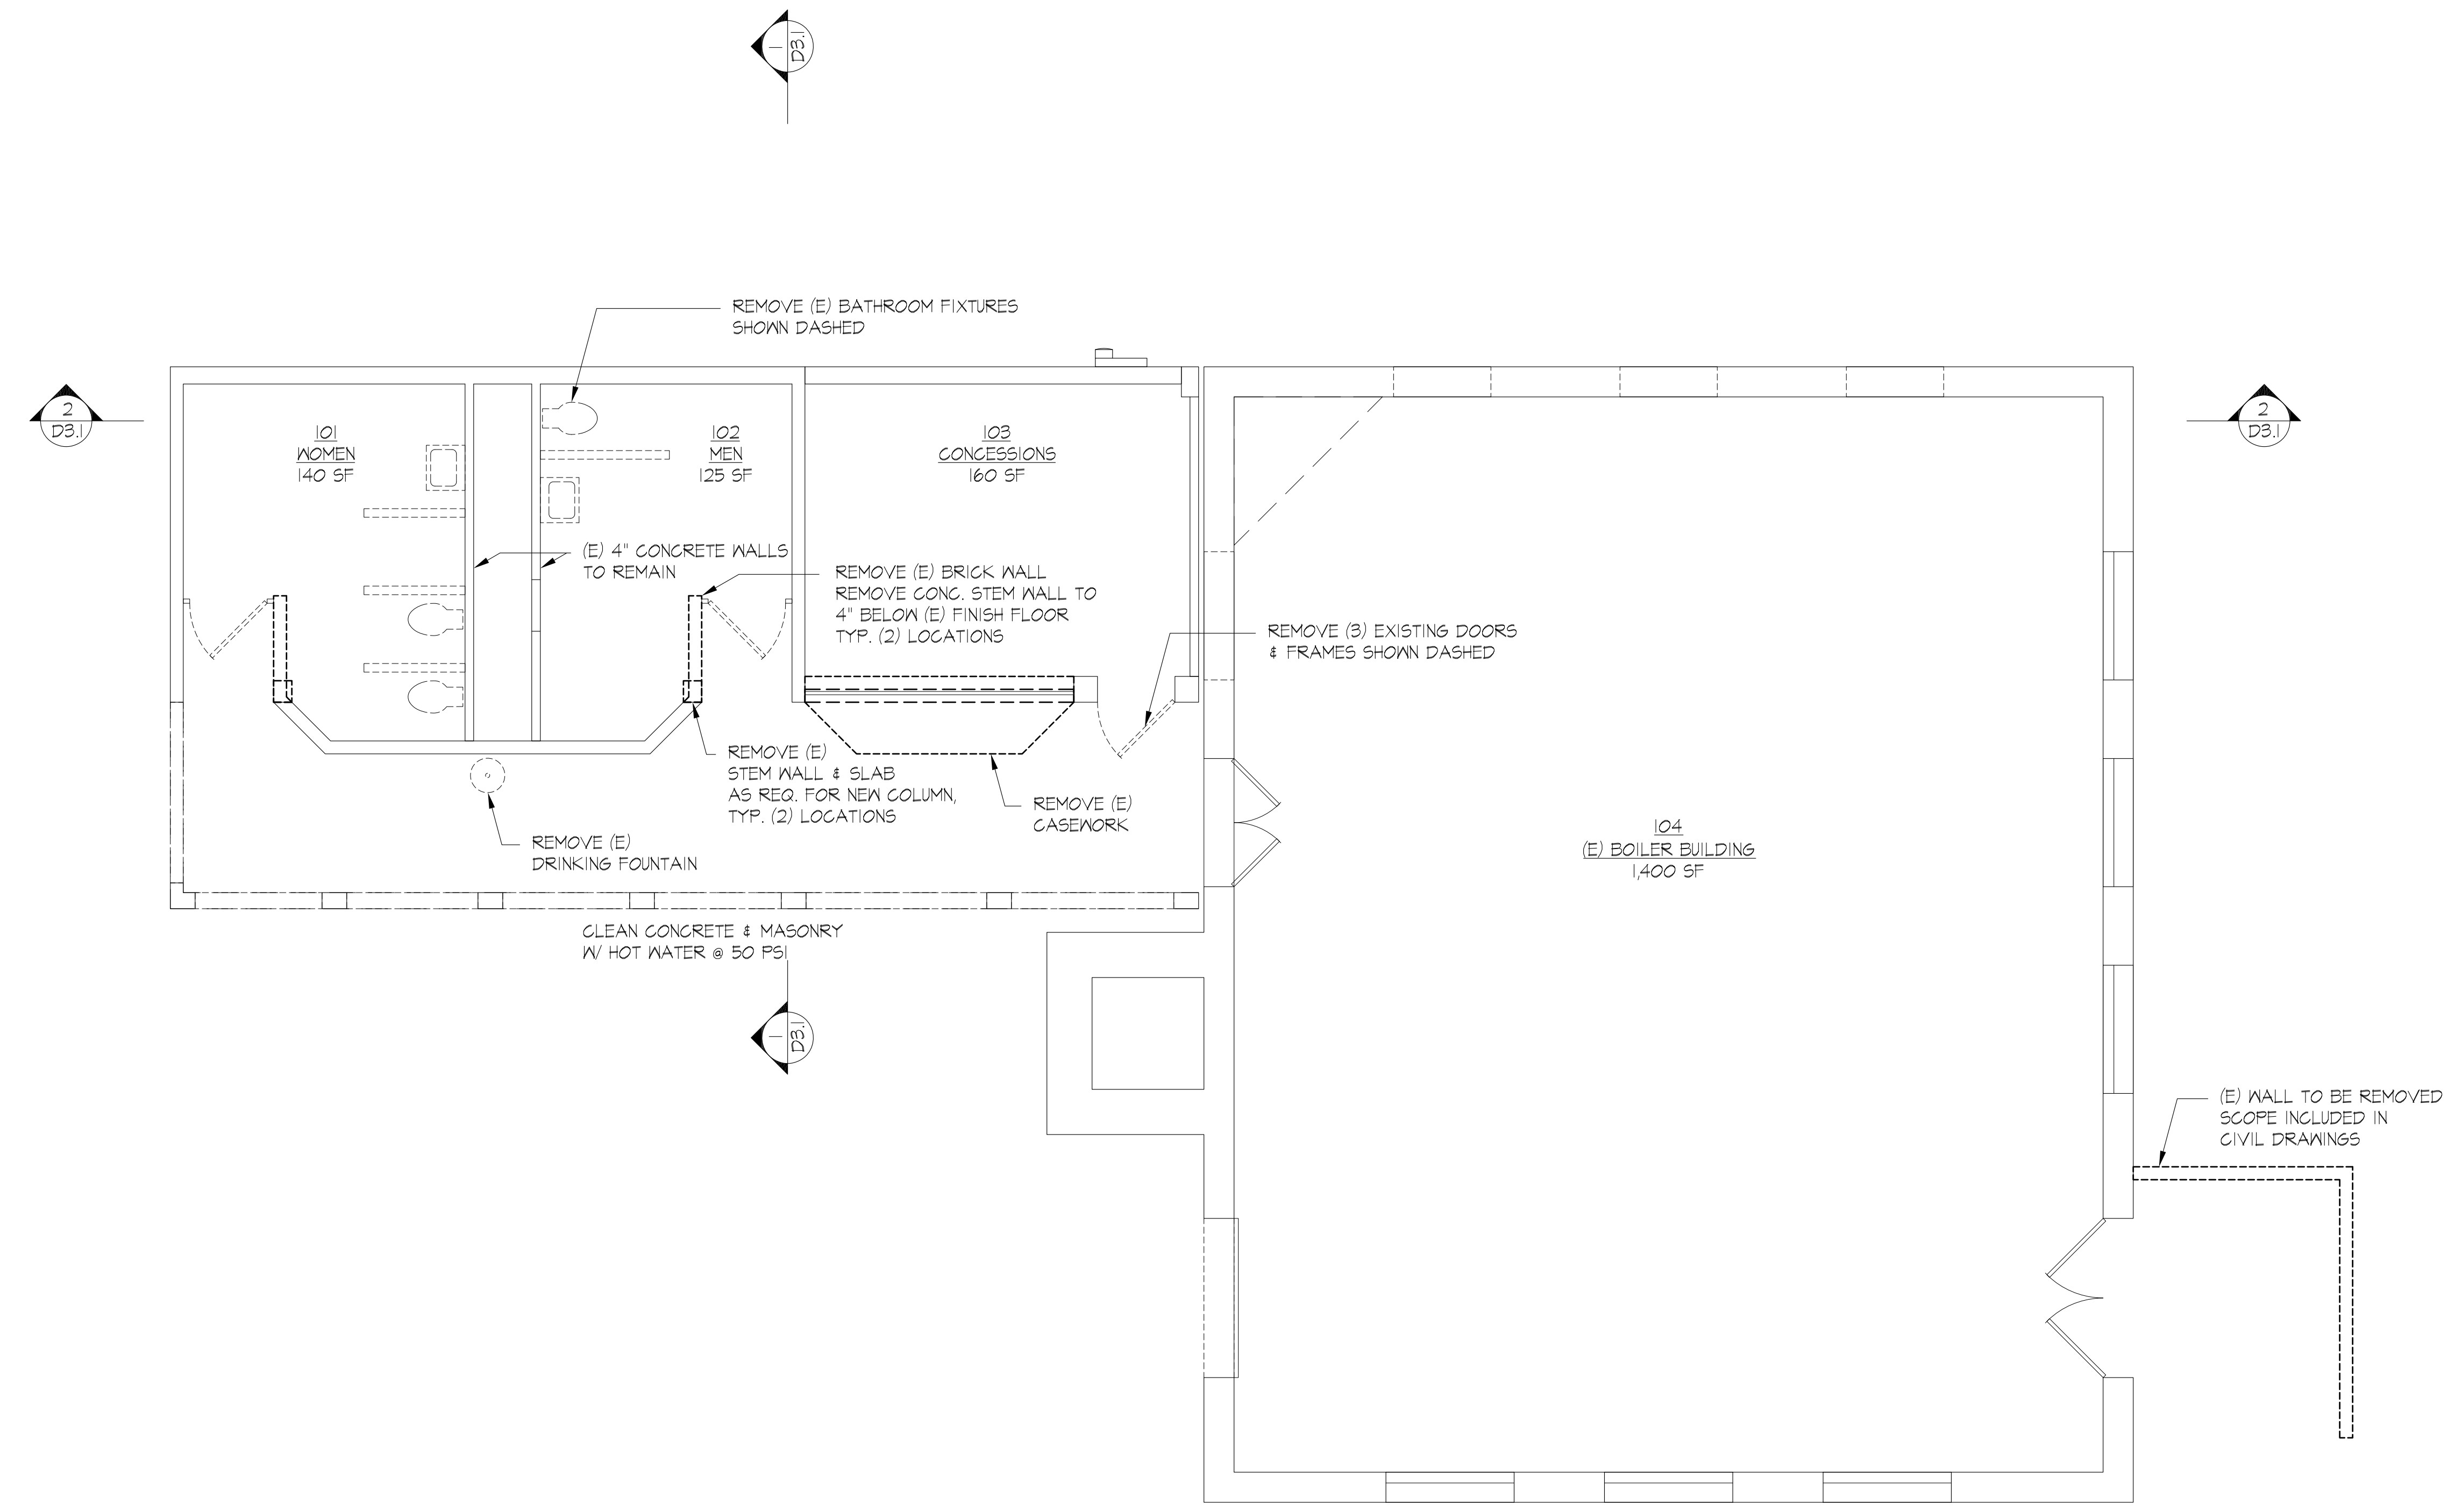 1
D3.1
REMOVE (E) BATHROOM FIXTURES
SHOWN DASHED
2
D3.1
2
D3.1
101
WOMEN
140 SF
102
MEN
125 SF
103
CONCESSIONS
160 SF
(E) 4" CONCRETE WALLS
TO REMAIN
REMOVE (E) BRICK WALL
REMOVE CONC. STEM WALL TO
4" BELOW (E) FINISH FLOOR
TYP. (2) LOCATIONS
REMOVE (3) EXISTING DOORS
& FRAMES SHOWN DASHED
REMOVE (E)
STEM WALL & SLAB
AS REQ. FOR NEW COLUMN,
TYP. (2) LOCATIONS
REMOVE (E)
CASEWORK
REMOVE (E)
DRINKING FOUNTAIN
104
(E) BOILER BUILDING
1,400 SF
CLEAN CONCRETE & MASONRY
W/ HOT WATER @ 50 PSI
1
D3.1
(E) WALL TO BE REMOVED
SCOPE INCLUDED IN
CIVIL DRAWINGS